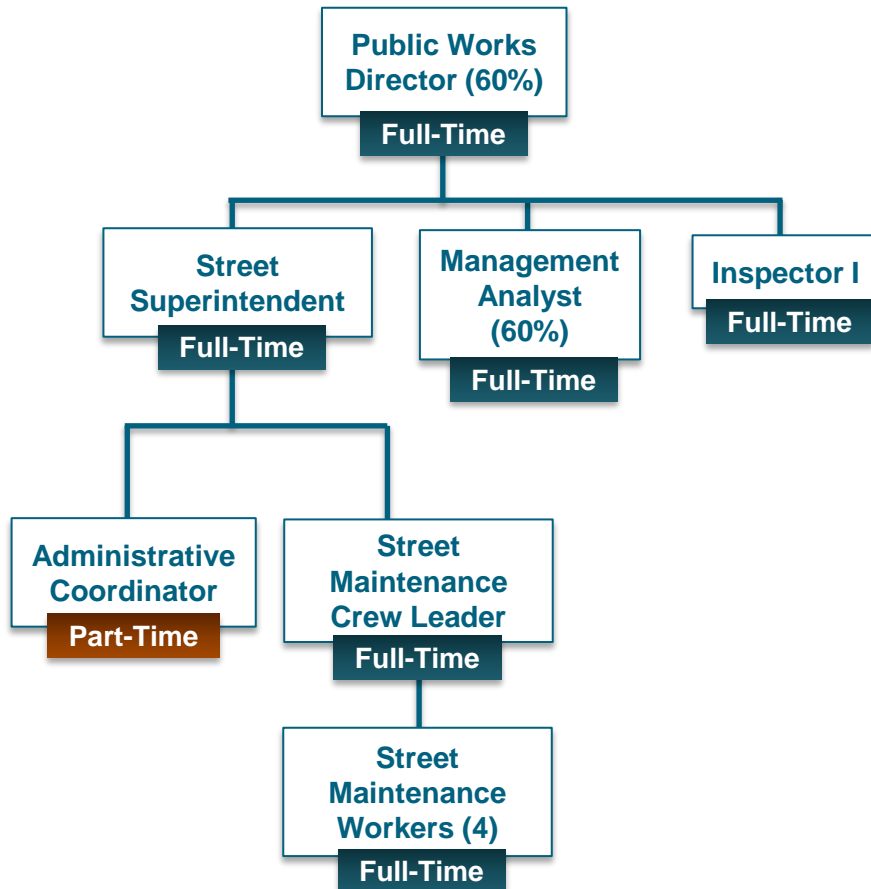 Public Works
Director (60%)
Full-Time
Street
Superintendent
Full-Time
Management
Analyst
(60%)
Full-Time
Inspector I
Full-Time
Administrative
Coordinator
Part-Time
Street
Maintenance
Crew Leader
Full-Time
Street
Maintenance
Workers (4)
Full-Time